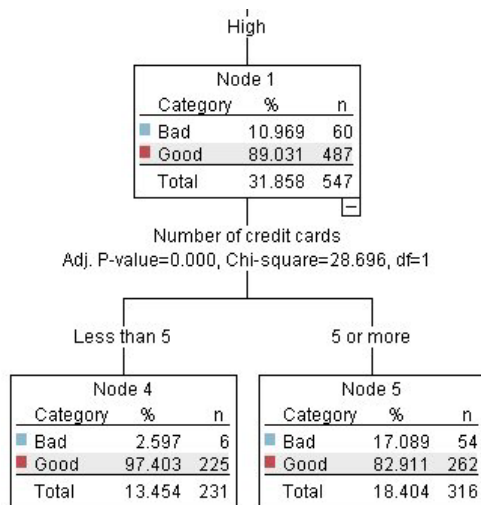 High
Node 1
Category % n
Bad 10.969 60
Good 89.031 487
Total 31.858 547
Number of credit cards
Adj. P-value=0.000, Chi-square=28.696, df=1
Less than 5
5 or more
Node 4
Category % n
Bad 2.597 6
Good 97.403 225
Total 13.454 231
Node 5
Category % n
Bad 17.089 54
Good 82.911 262
Total 18.404 316